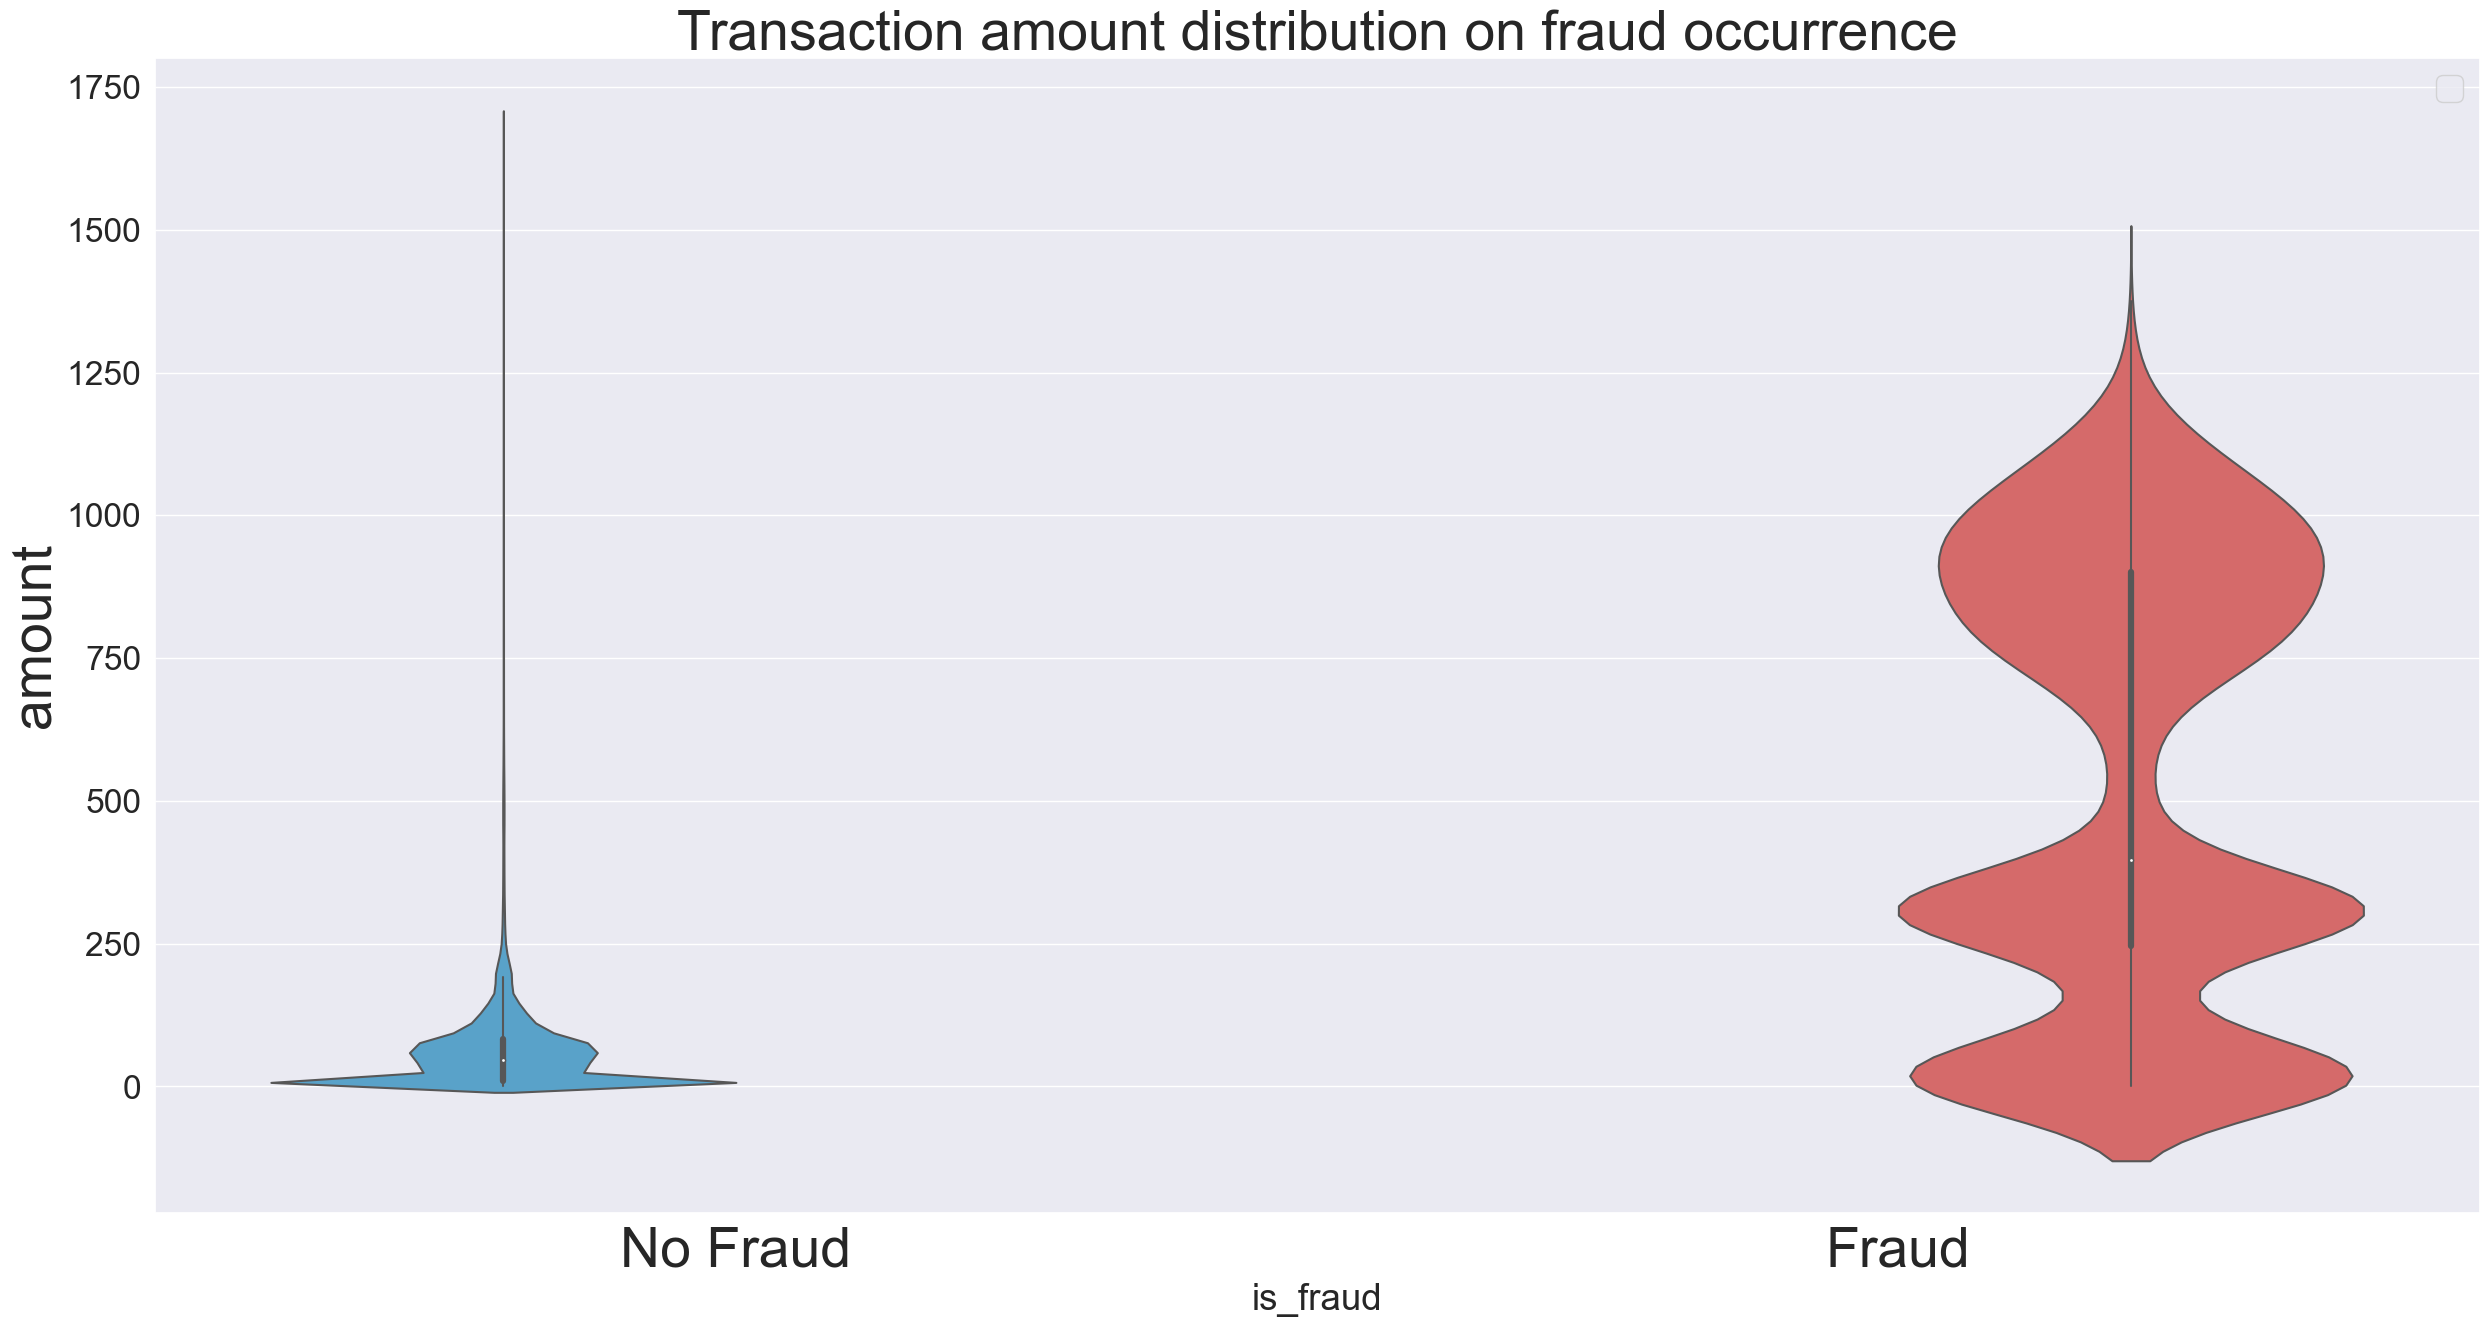 Transaction amount distribution on fraud occurrence
1750
1500
1250
1000
750
500
250
0
amount
No Fraud
Fraud
is_fraud